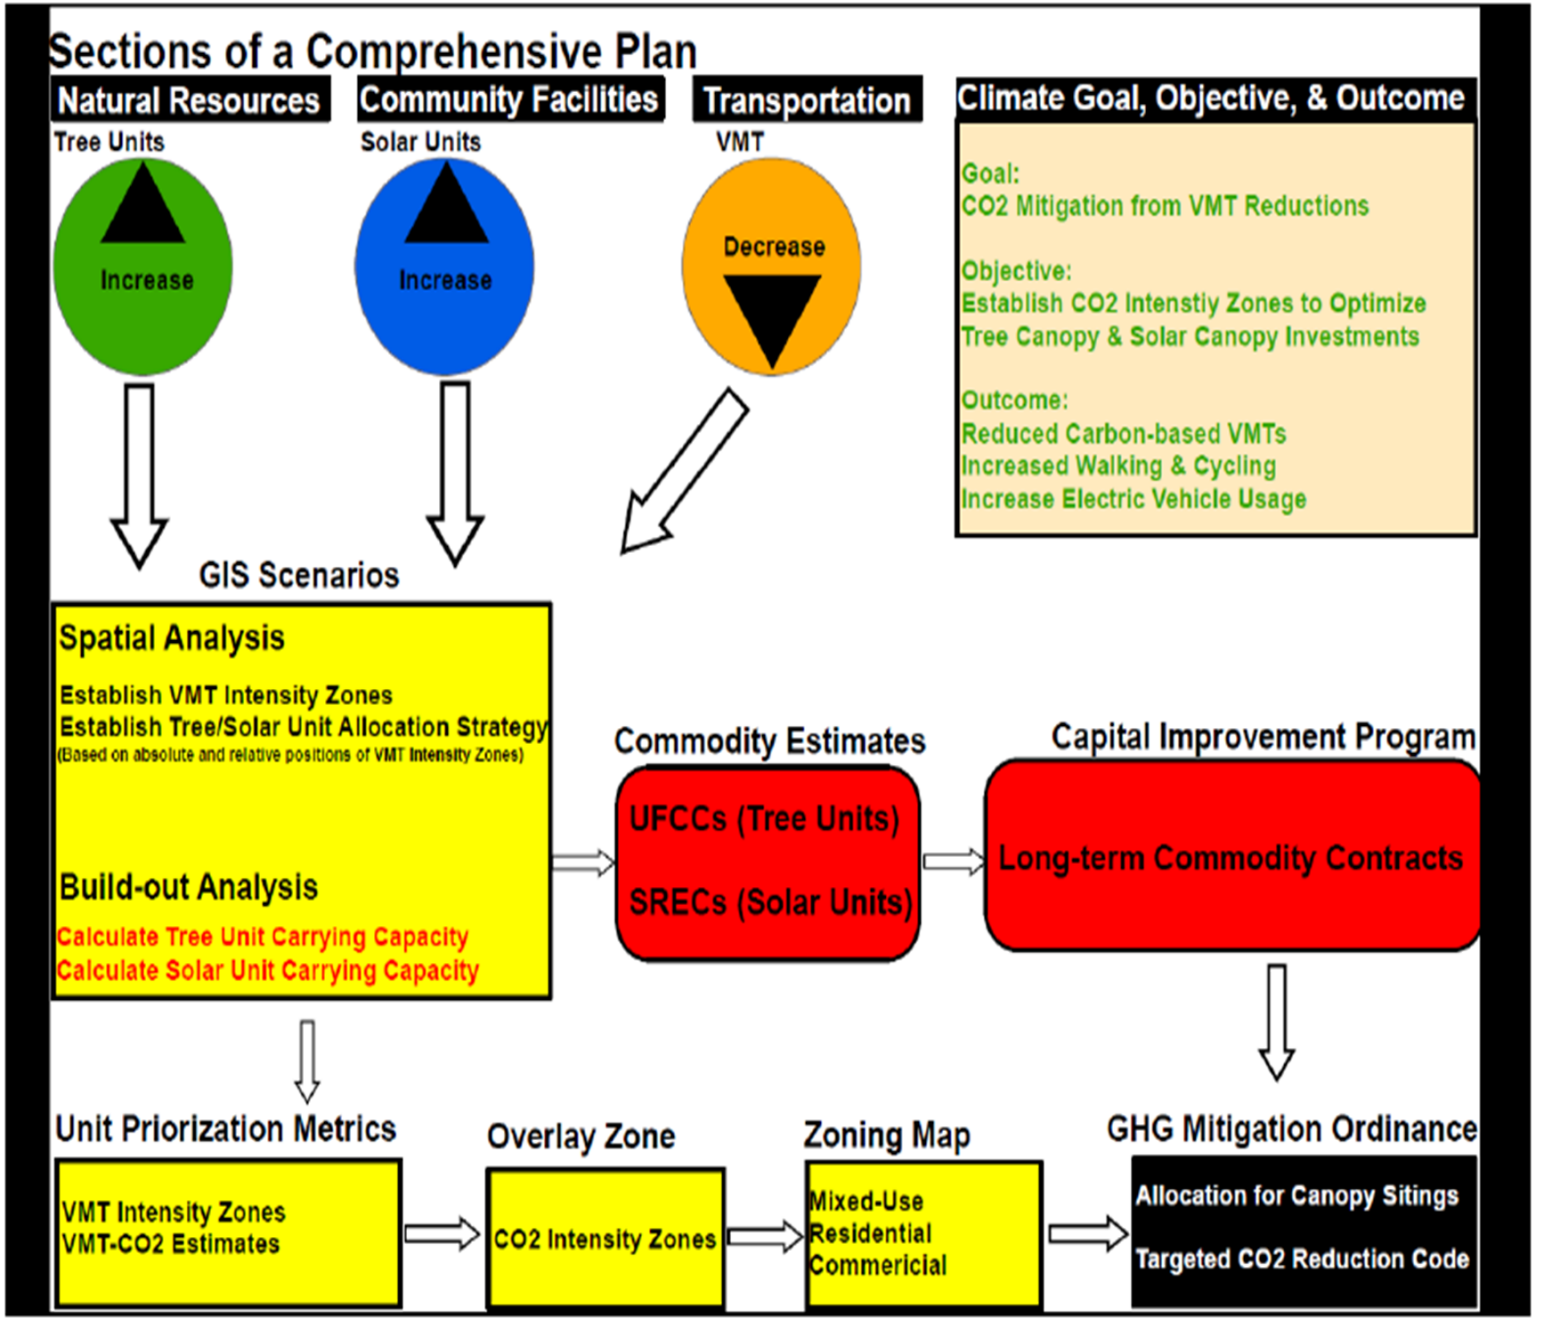 Sections of a Comprehensive Plan
Natural Resources
Community Facilities
Transportation
Climate Goal, Objective, & Outcome
Tree Units
Solar Units
VMT
Increase
Increase
Decrease
Goal:
CO2 Mitigation from VMT Reductions
Objective:
Establish CO2 Intenstiy Zones to Optimize
Tree Canopy & Solar Canopy Investments
Outcome:
Reduced Carbon-based VMTs
Increased Walking & Cycling
Increase Electric Vehicle Usage
GIS Scenarios
Spatial Analysis
Establish VMT Intensity Zones
Establish Tree/Solar Unit Allocation Strategy
(Based on absolute and relative positions of VMT Intensity Zones)
Build-out Analysis
Calculate Tree Unit Carrying Capacity
Calculate Solar Unit Carrying Capacity
Commodity Estimates
UFCCs (Tree Units)
SRECs (Solar Units)
Capital Improvement Program
Long-term Commodity Contracts
Unit Priorization Metrics
VMT Intensity Zones
VMT-CO2 Estimates
Overlay Zone
CO2 Intensity Zones
Zoning Map
Mixed-Use
Residential
Commericial
GHG Mitigation Ordinance
Allocation for Canopy Sitings
Targeted CO2 Reduction Code